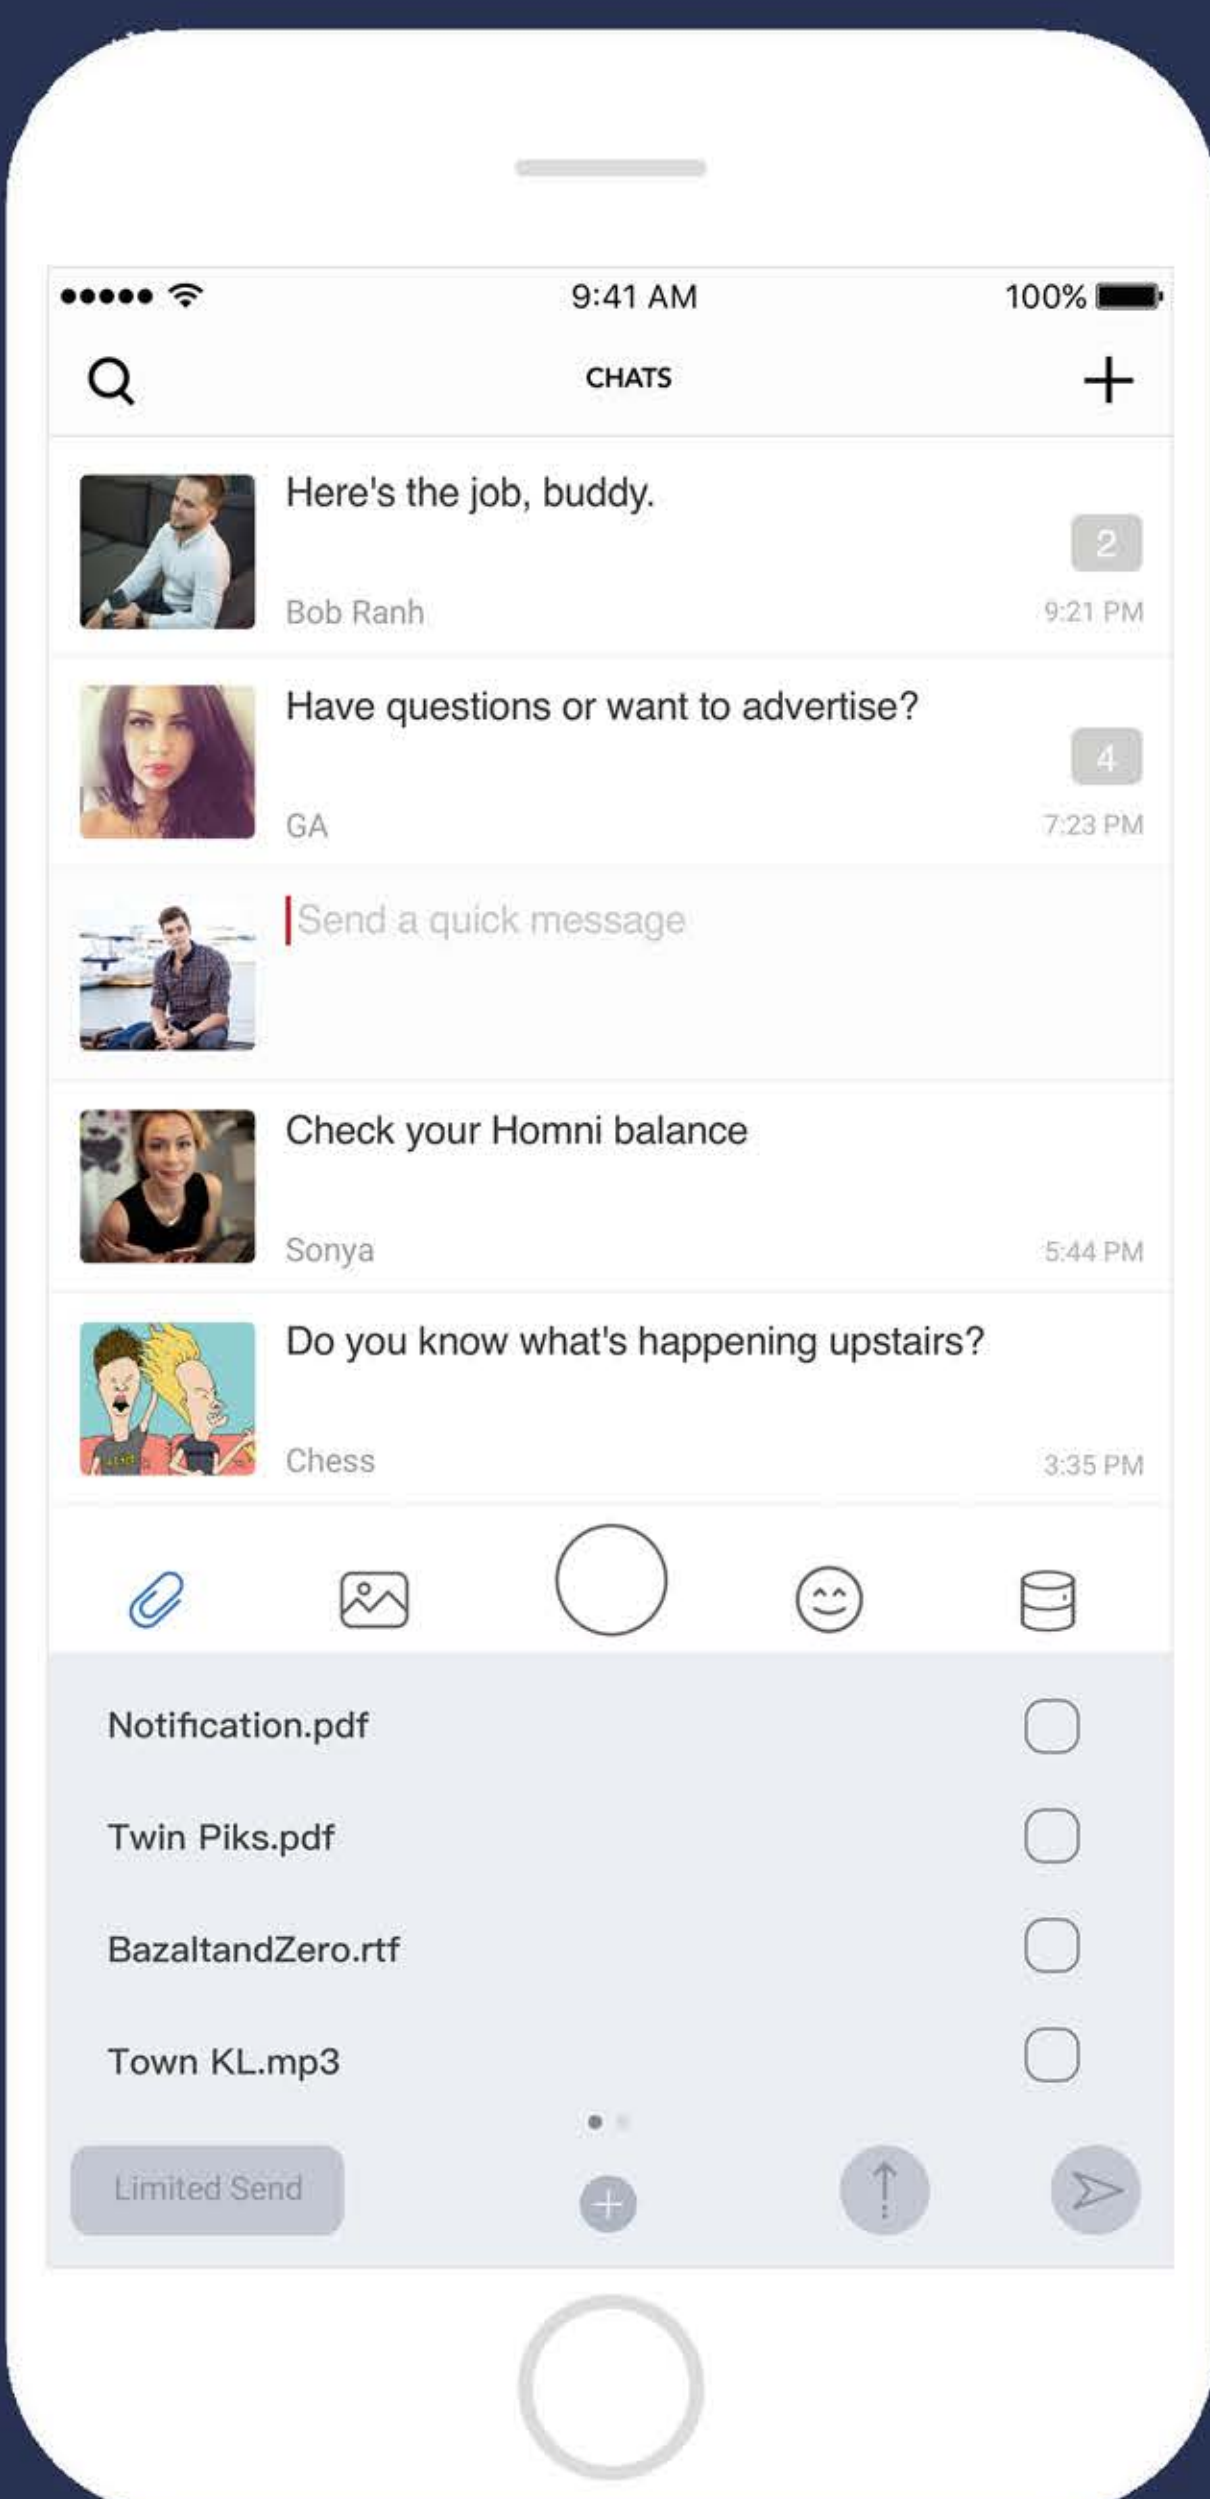 9:41 AM
100%
CHATS
Here's the job, buddy.
2
Bob Ranh
9:21 PM
Have questions or want to advertise?
4
GA
7:23 PM
Send a quick message
Check your Homni balance
Sonya
5:44 PM
Do you know what's happening upstairs?
Chess
3:35 PM
Notification.pdf
Twin Piks.pdf
BazaltandZero.rtf
Town KL.mp3
Limited Send